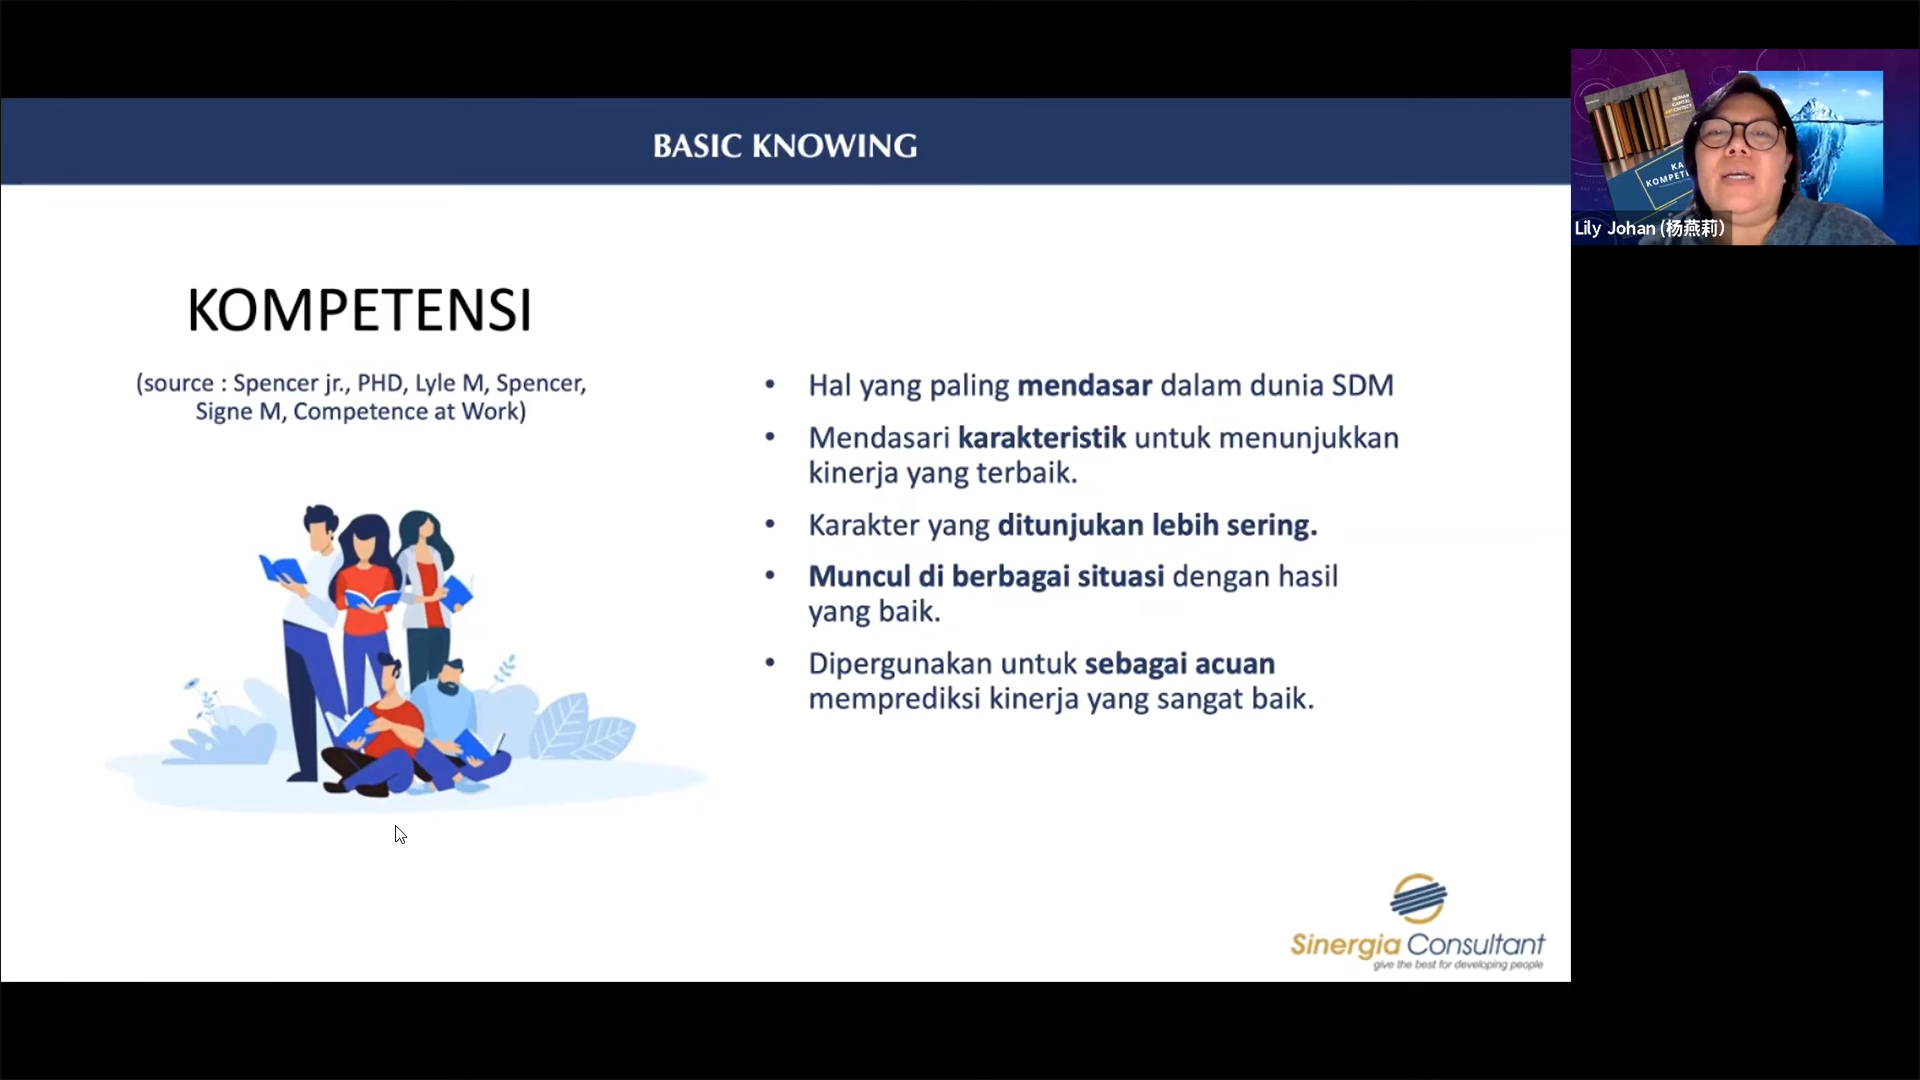 BASIC KNOWING
KOMPETENSI
(source : Spencer jr., PHD, Lyle M, Spencer,
Signe M, Competence at Work)
• Hal yang paling mendasar dalam dunia SDM
• Mendasari karakteristik untuk menunjukkan
kinerja yang terbaik.
• Karakter yang ditunjukan lebih sering.
• Muncul di berbagai situasi dengan hasil
yang baik.
• Dipergunakan untuk sebagai acuan
memprediksi kinerja yang sangat baik.
Sinergia Consultant
give the best for developing people
HUMAN
CAPITAL
Lily Johan (杨燕莉)